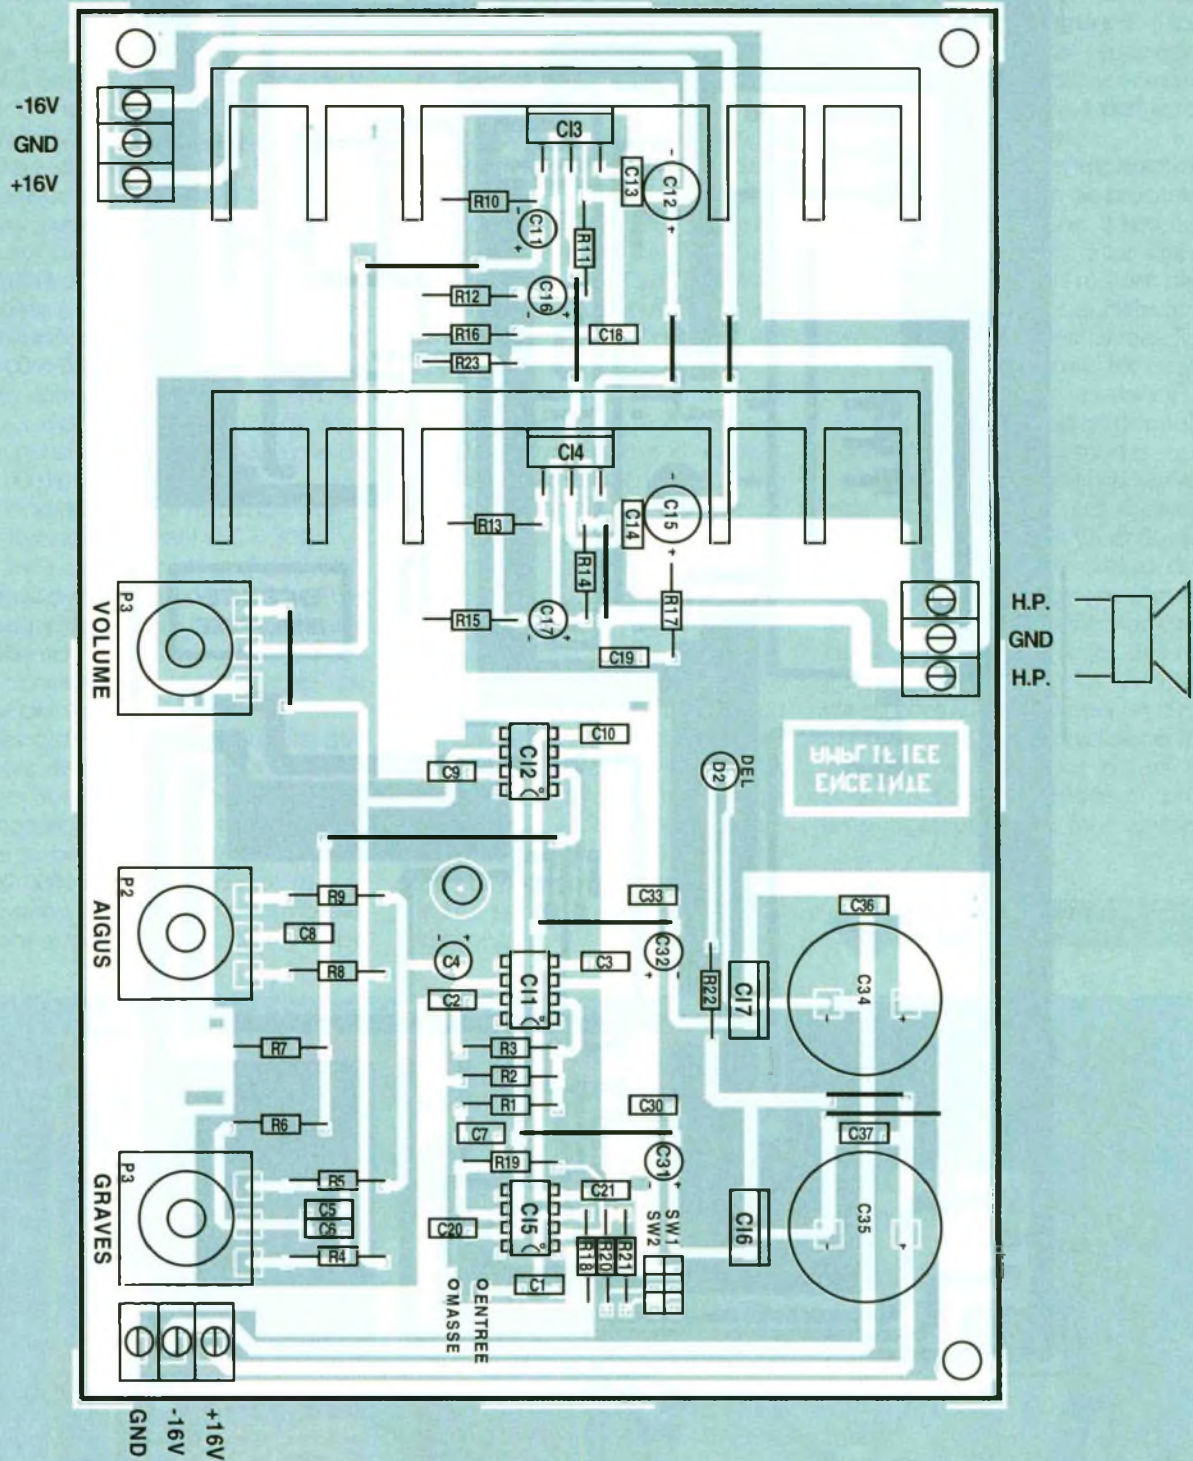 -16V
GND
+16V
CI3
C13
-
C12
+
R10
-
C11
+
R11
R12
C16
-
+
R16
C18
R23
CI4
-
C15
+
C14
R13
R14
R17
R15
C17
-
+
C19
H.P.
GND
H.P.
P3
VOLUME
C10
CI2
C9
DEL
D2
ENCEINTE
AMPLIFIEE
P2
AIGUS
R9
C8
R8
C33
C32
+
-
C36
C34
-
+
-
+
C4
C3
CI1
C2
R22
CI7
R7
R3
R2
R1
R6
C30
C7
C37
C31
-
+
R19
P3
GRAVES
R5
C5
C6
R4
C21
CI5
C20
SW1
SW2
R18
R20
R21
CI6
C35
-
+
C1
ENTREE
MASSE
GND
-16V
+16V